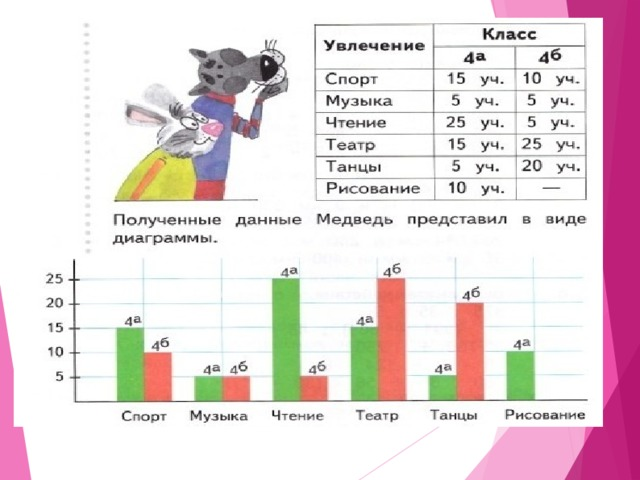 Увлечение Класс
4а 4б
Спорт 15 уч. 10 уч.
Музыка 5 уч. 5 уч.
Чтение 25 уч. 5 уч.
Театр 15 уч. 25 уч.
Танцы 5 уч. 20 уч.
Рисование 10 уч. —
Полученные данные Медведь представил в виде
диаграммы.
25 4а 4б
20 4б
15 4а 4а
10 4б 4а
5 4а 4б 4б 4а
Спорт Музыка Чтение Театр Танцы Рисование